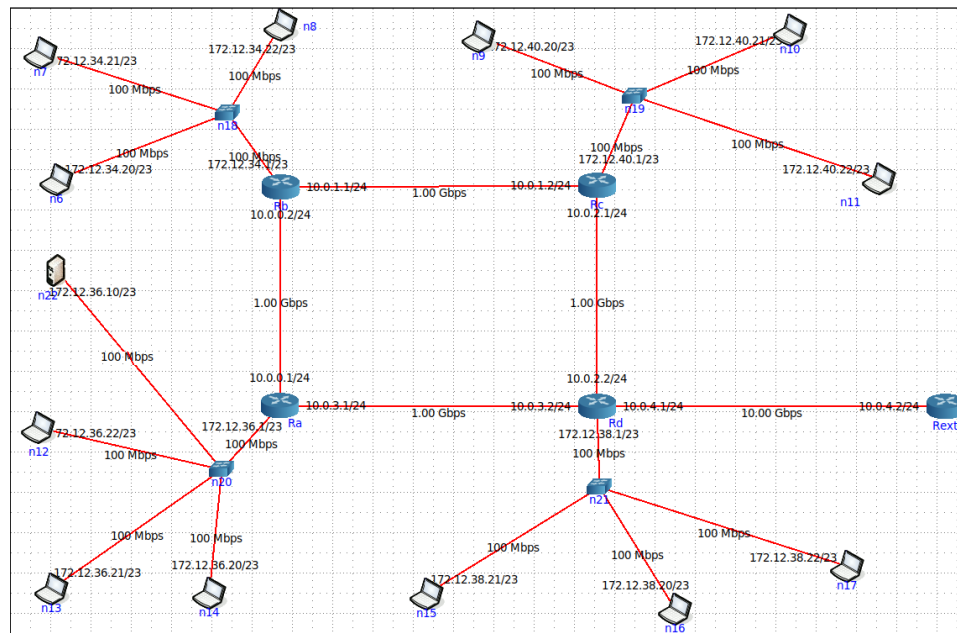 n8
n7
172.12.34.22/23
72.12.34.21/23
100 Mbps
100 Mbps
n18
100 Mbps
100 Mbps
172.12.34.20/23
172.12.34.1/23
n6
Rb
10.0.1.1/24
10.0.0.2/24
1.00 Gbps
n9
72.12.40.20/23
172.12.40.21/23
n10
100 Mbps
100 Mbps
n19
100 Mbps
100 Mbps
172.12.40.1/23
172.12.40.22/23
n11
10.0.1.2/24
Rc
10.0.2.1/24
n22
172.12.36.10/23
1.00 Gbps
1.00 Gbps
100 Mbps
10.0.0.1/24
10.0.2.2/24
10.0.3.1/24
1.00 Gbps
10.0.3.2/24
10.0.4.1/24
10.00 Gbps
10.0.4.2/24
Ra
Rd
Rext
172.12.36.1/23
72.12.36.22/23
n12
100 Mbps
100 Mbps
n20
172.12.38.1/23
100 Mbps
n21
100 Mbps
100 Mbps
172.12.36.21/23
172.12.36.20/23
n13
n14
100 Mbps
100 Mbps
100 Mbps
172.12.38.21/23
172.12.38.20/23
172.12.38.22/23
n15
n16
n17